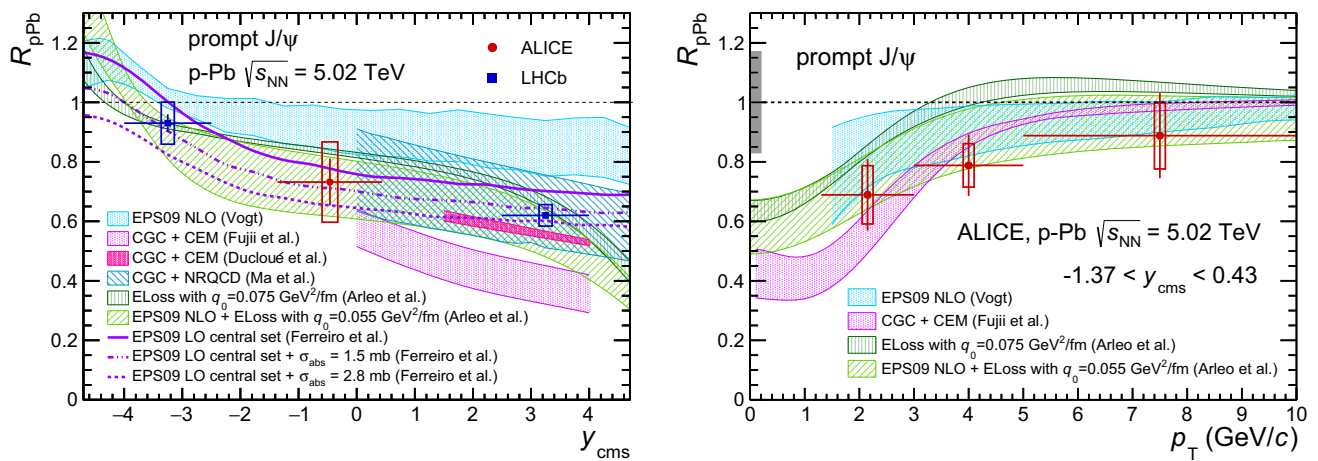 R_pPb
1.2
1
0.8
0.6
0.4
0.2
0
prompt J/ψ
p-Pb √s_NN = 5.02 TeV
ALICE
LHCb
EPS09 NLO (Vogt)
CGC + CEM (Fujii et al.)
CGC + CEM (Ducloué et al.)
CGC + NRQCD (Ma et al.)
ELoss with q_0=0.075 GeV²/fm (Arleo et al.)
EPS09 NLO + ELoss with q_0=0.055 GeV²/fm (Arleo et al.)
EPS09 LO central set (Ferreiro et al.)
EPS09 LO central set + σ_abs = 1.5 mb (Ferreiro et al.)
EPS09 LO central set + σ_abs = 2.8 mb (Ferreiro et al.)
−4 −3 −2 −1 0 1 2 3 4
y_cms
R_pPb
1.2
1
0.8
0.6
0.4
0.2
0
prompt J/ψ
ALICE, p-Pb √s_NN = 5.02 TeV
-1.37 < y_cms < 0.43
EPS09 NLO (Vogt)
CGC + CEM (Fujii et al.)
ELoss with q_0=0.075 GeV²/fm (Arleo et al.)
EPS09 NLO + ELoss with q_0=0.055 GeV²/fm (Arleo et al.)
0 1 2 3 4 5 6 7 8 9 10
p_T (GeV/c)